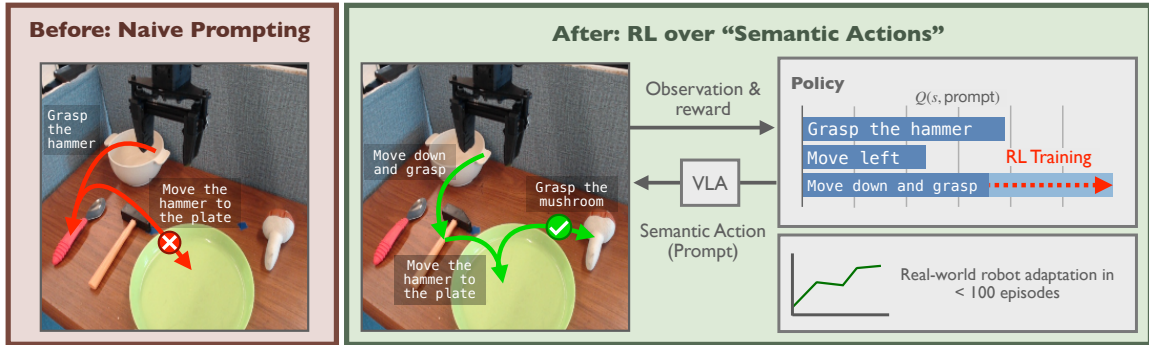 Before: Naive Prompting
Grasp
the
hammer
Move the
hammer to
the plate
After: RL over “Semantic Actions”
Move down
and grasp
Grasp the
mushroom
Move the
hammer to
the plate
Observation &
reward
VLA
Semantic Action
(Prompt)
Policy
Q(s, prompt)
Grasp the hammer
Move left
RL Training
Move down and grasp
Real-world robot adaptation in
< 100 episodes